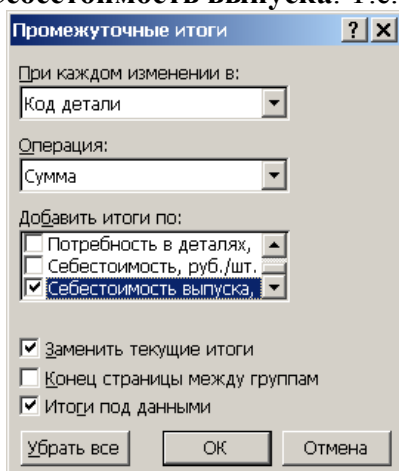 себестоимость выпуска. Т.е.
Промежуточные итоги
При каждом изменении в:
Код детали
Операция:
Сумма
Добавить итоги по:
Потребность в деталях,
Себестоимость, руб./шт.
Себестоимость выпуска,
Заменить текущие итоги
Конец страницы между группами
Итоги под данными
Убрать все ОК Отмена